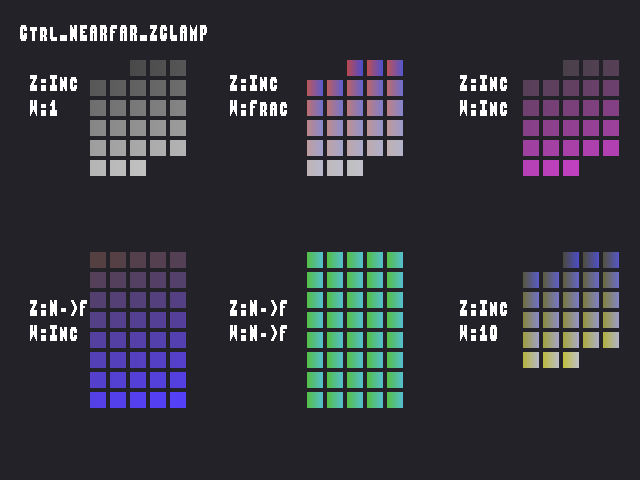 Ctrl_NEARFAR_ZCLAMP
Z:Inc
W:1
Z:Inc
W:frac
Z:Inc
W:Inc
Z:N->f
W:Inc
Z:N->f
W:N->f
Z:Inc
W:10